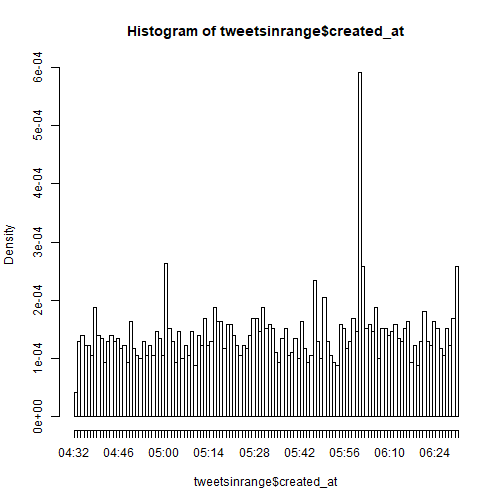 Histogram of tweetsinrange$created_at
Density
6e-04
5e-04
4e-04
3e-04
2e-04
1e-04
0e+00
04:32 04:46 05:00 05:14 05:28 05:42 05:56 06:10 06:24
tweetsinrange$created_at